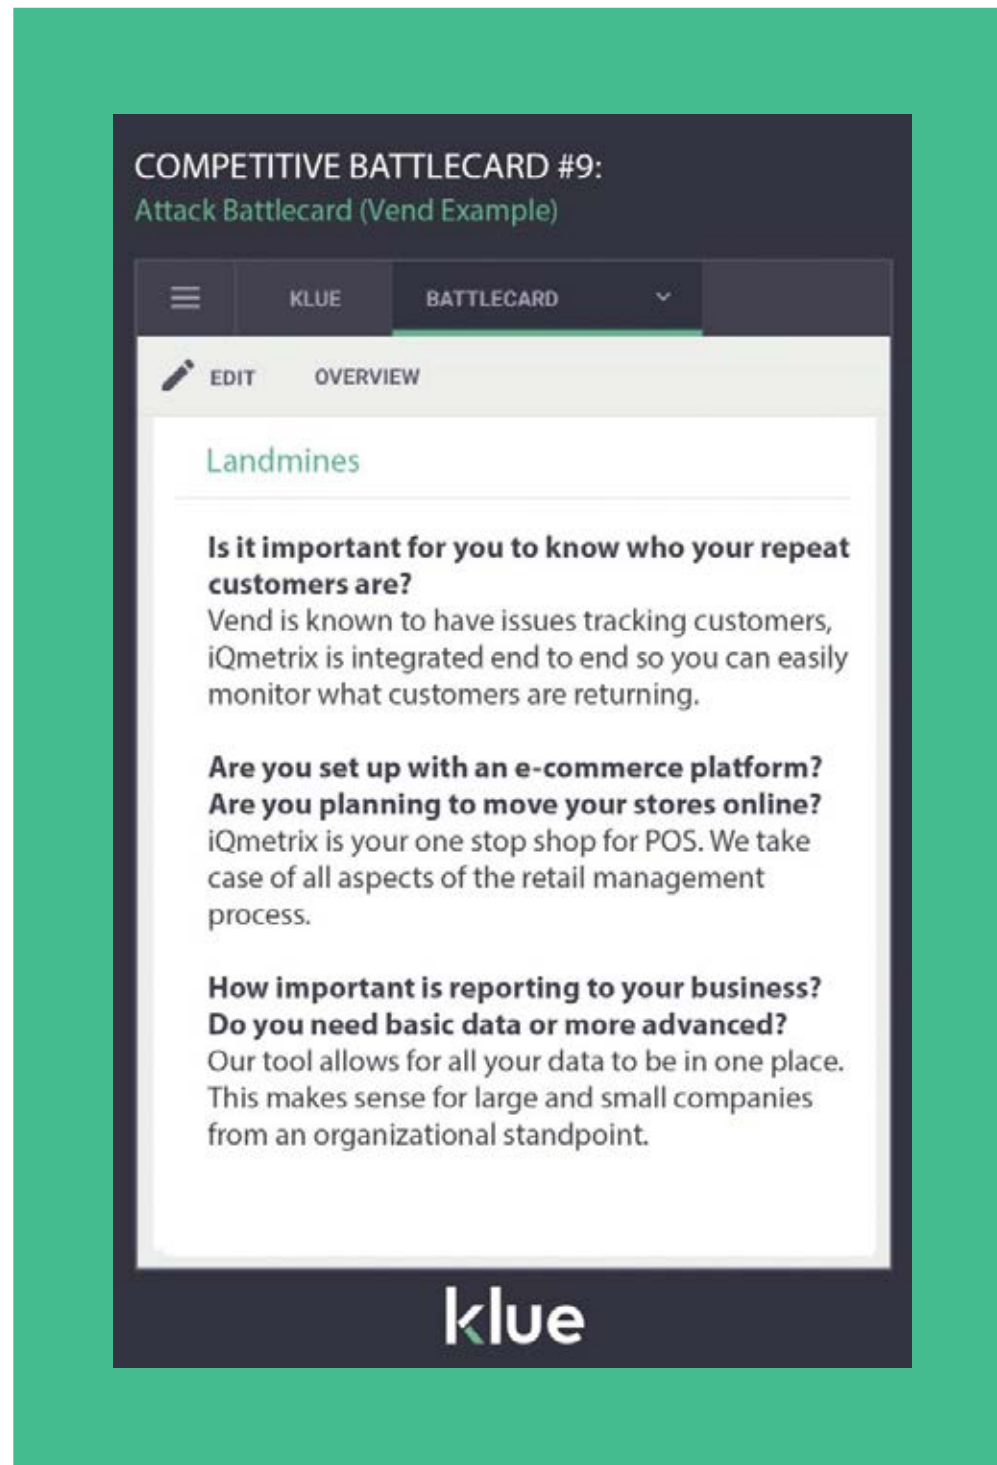 COMPETITIVE BATTLECARD #9:
Attack Battlecard (Vend Example)
KLUE BATTLECARD
EDIT OVERVIEW
Landmines
Is it important for you to know who your repeat
customers are?
Vend is known to have issues tracking customers,
iQmetrix is integrated end to end so you can easily
monitor what customers are returning.
Are you set up with an e-commerce platform?
Are you planning to move your stores online?
iQmetrix is your one stop shop for POS. We take
case of all aspects of the retail management
process.
How important is reporting to your business?
Do you need basic data or more advanced?
Our tool allows for all your data to be in one place.
This makes sense for large and small companies
from an organizational standpoint.
klue